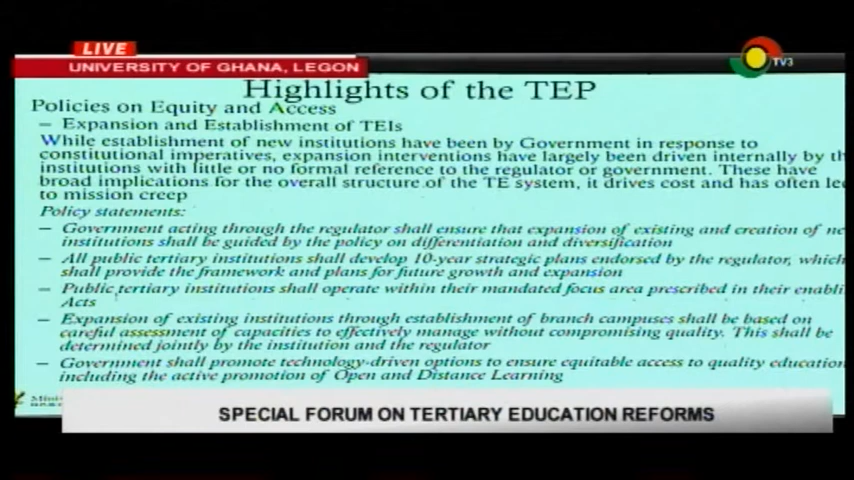 LIVE
UNIVERSITY OF GHANA, LEGON
TV3
Highlights of the TEP
Policies on Equity and Access
– Expansion and Establishment of TEIs
While establishment of new institutions have been by Government in response to
constitutional imperatives, expansion interventions have largely been driven internally by th
institutions with little or no formal reference to the regulator or government. These have
broad implications for the overall structure of the TE system, it drives cost and has often led
to mission creep
Policy statements:
– Government acting through the regulator shall ensure that expansion of existing and creation of ne
institutions shall be guided by the policy on differentiation and diversification
– All public tertiary institutions shall develop 10-year strategic plans endorsed by the regulator, which
shall provide the framework and plans for future growth and expansion
– Public tertiary institutions shall operate within their mandated focus area prescribed in their enabli
Acts
– Expansion of existing institutions through establishment of branch campuses shall be based on
careful assessment of capacities to effectively manage without compromising quality. This shall be
determined jointly by the institution and the regulator
– Government shall promote technology-driven options to ensure equitable access to quality education
including the active promotion of Open and Distance Learning
SPECIAL FORUM ON TERTIARY EDUCATION REFORMS